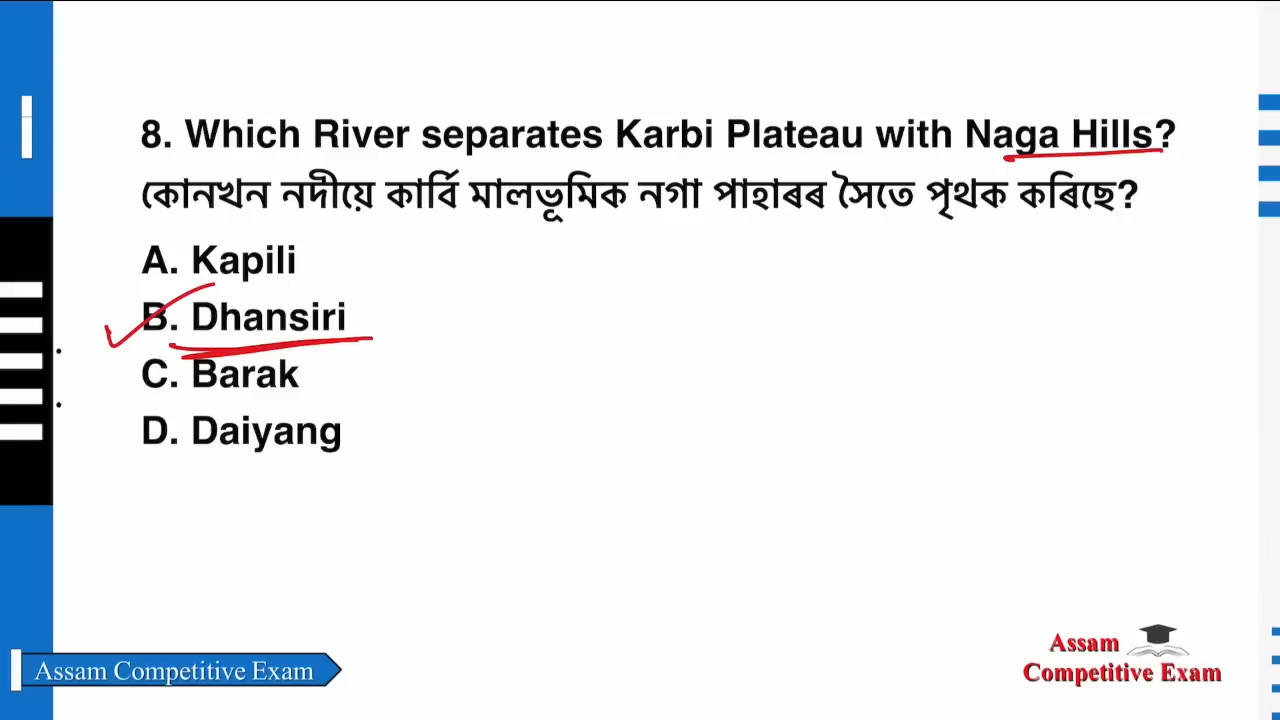 8. Which River separates Karbi Plateau with Naga Hills?
কোনখন নদীয়ে কাৰ্বি মালভূমিক নগা পাহাৰৰ সৈতে পৃথক কৰিছে?
A. Kapili
B. Dhansiri
C. Barak
D. Daiyang
Assam Competitive Exam
Assam
Competitive Exam